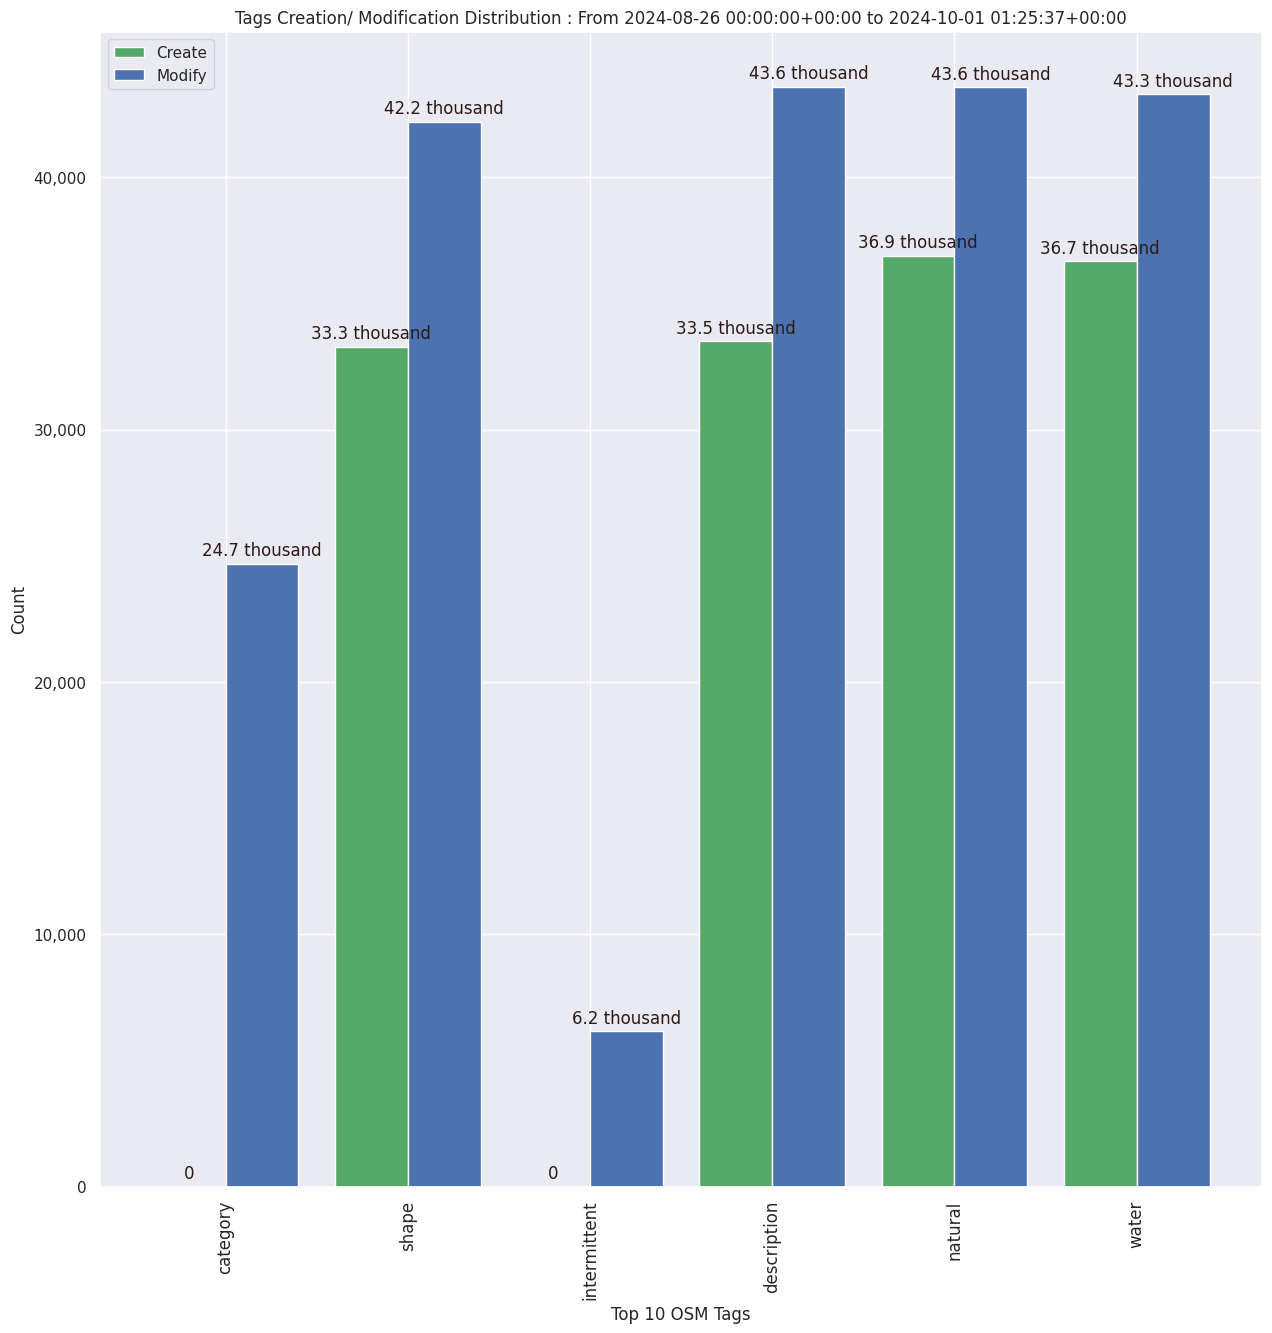 Tags Creation/ Modification Distribution : From 2024-08-26 00:00:00+00:00 to 2024-10-01 01:25:37+00:00
Create
Modify
43.6 thousand
43.6 thousand
43.3 thousand
42.2 thousand
40,000
36.9 thousand
36.7 thousand
33.3 thousand
33.5 thousand
30,000
24.7 thousand
Count
20,000
10,000
6.2 thousand
0
0
0
category
shape
intermittent
description
natural
water
Top 10 OSM Tags